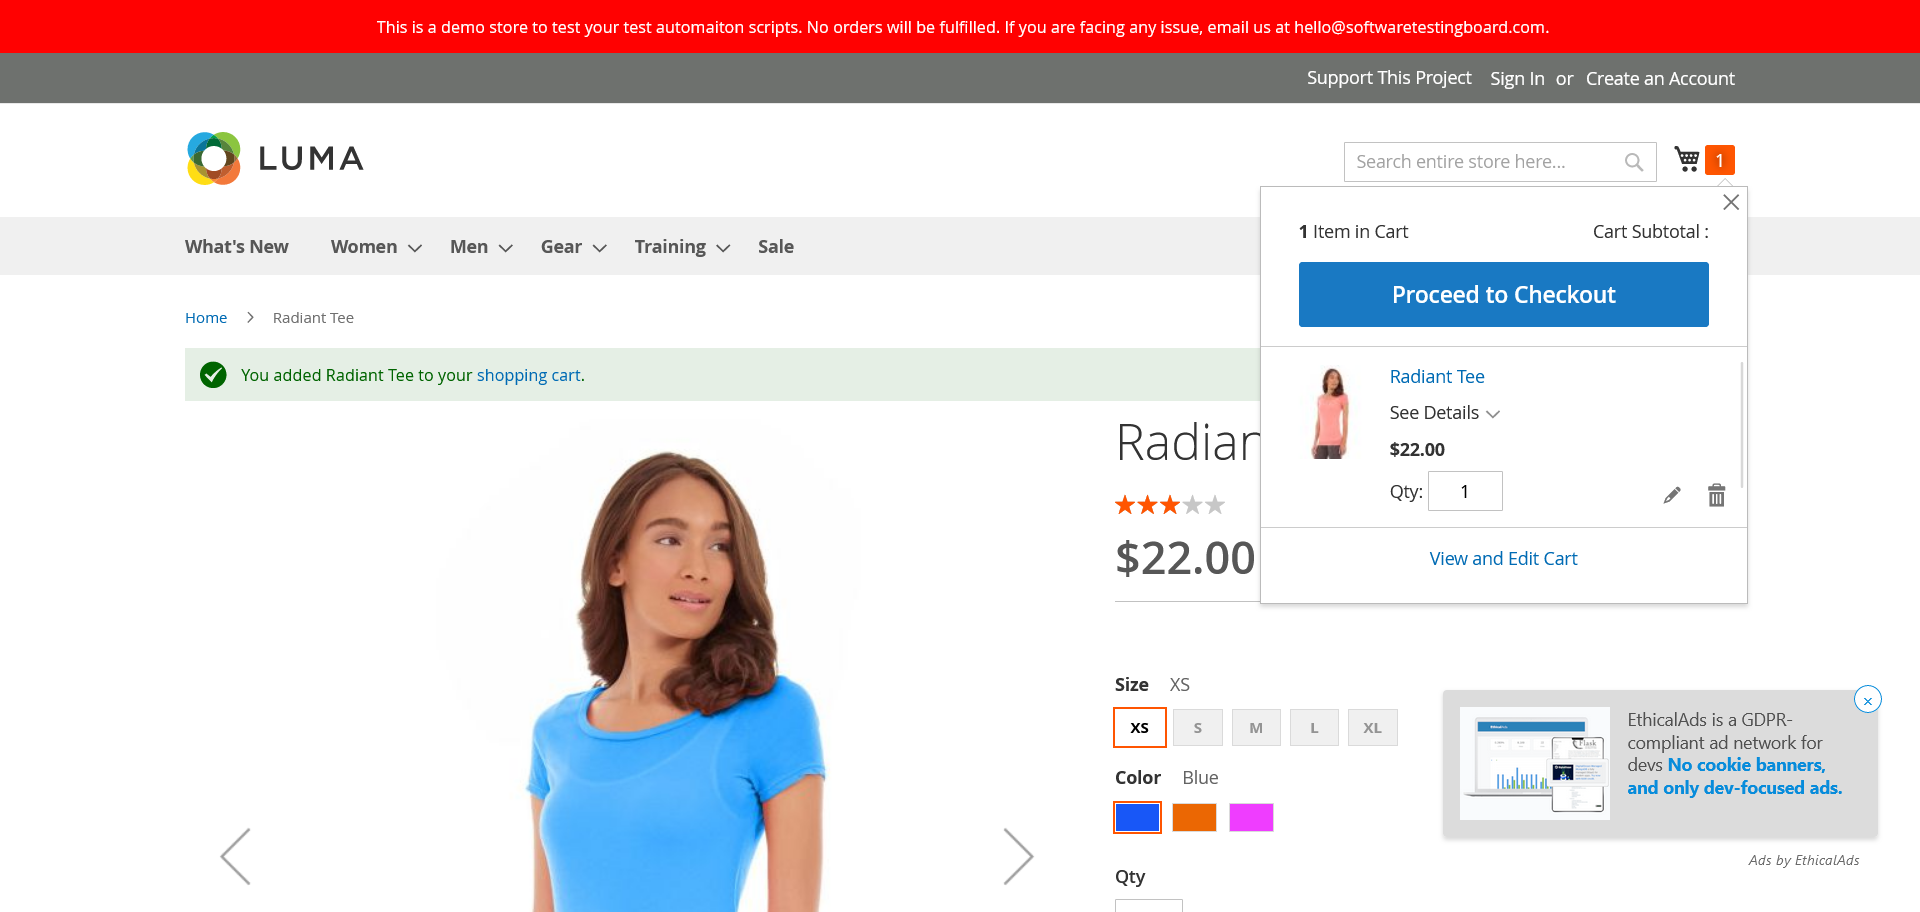 This is a demo store to test your test automaiton scripts. No orders will be fulfilled. If you are facing any issue, email us at hello@softwaretestingboard.com.
Support This Project Sign In or Create an Account
LUMA
Search entire store here...
1
What's New Women Men Gear Training Sale
1 Item in Cart Cart Subtotal :
Proceed to Checkout
Home Radiant Tee
You added Radiant Tee to your shopping cart.
Radiant Tee
See Details
$22.00
Qty: 1
View and Edit Cart
Radian
$22.00
Size XS
XS S M L XL
Color Blue
Qty
EthicalAds is a GDPR-
compliant ad network for
devs No cookie banners,
and only dev-focused ads.
Ads by EthicalAds